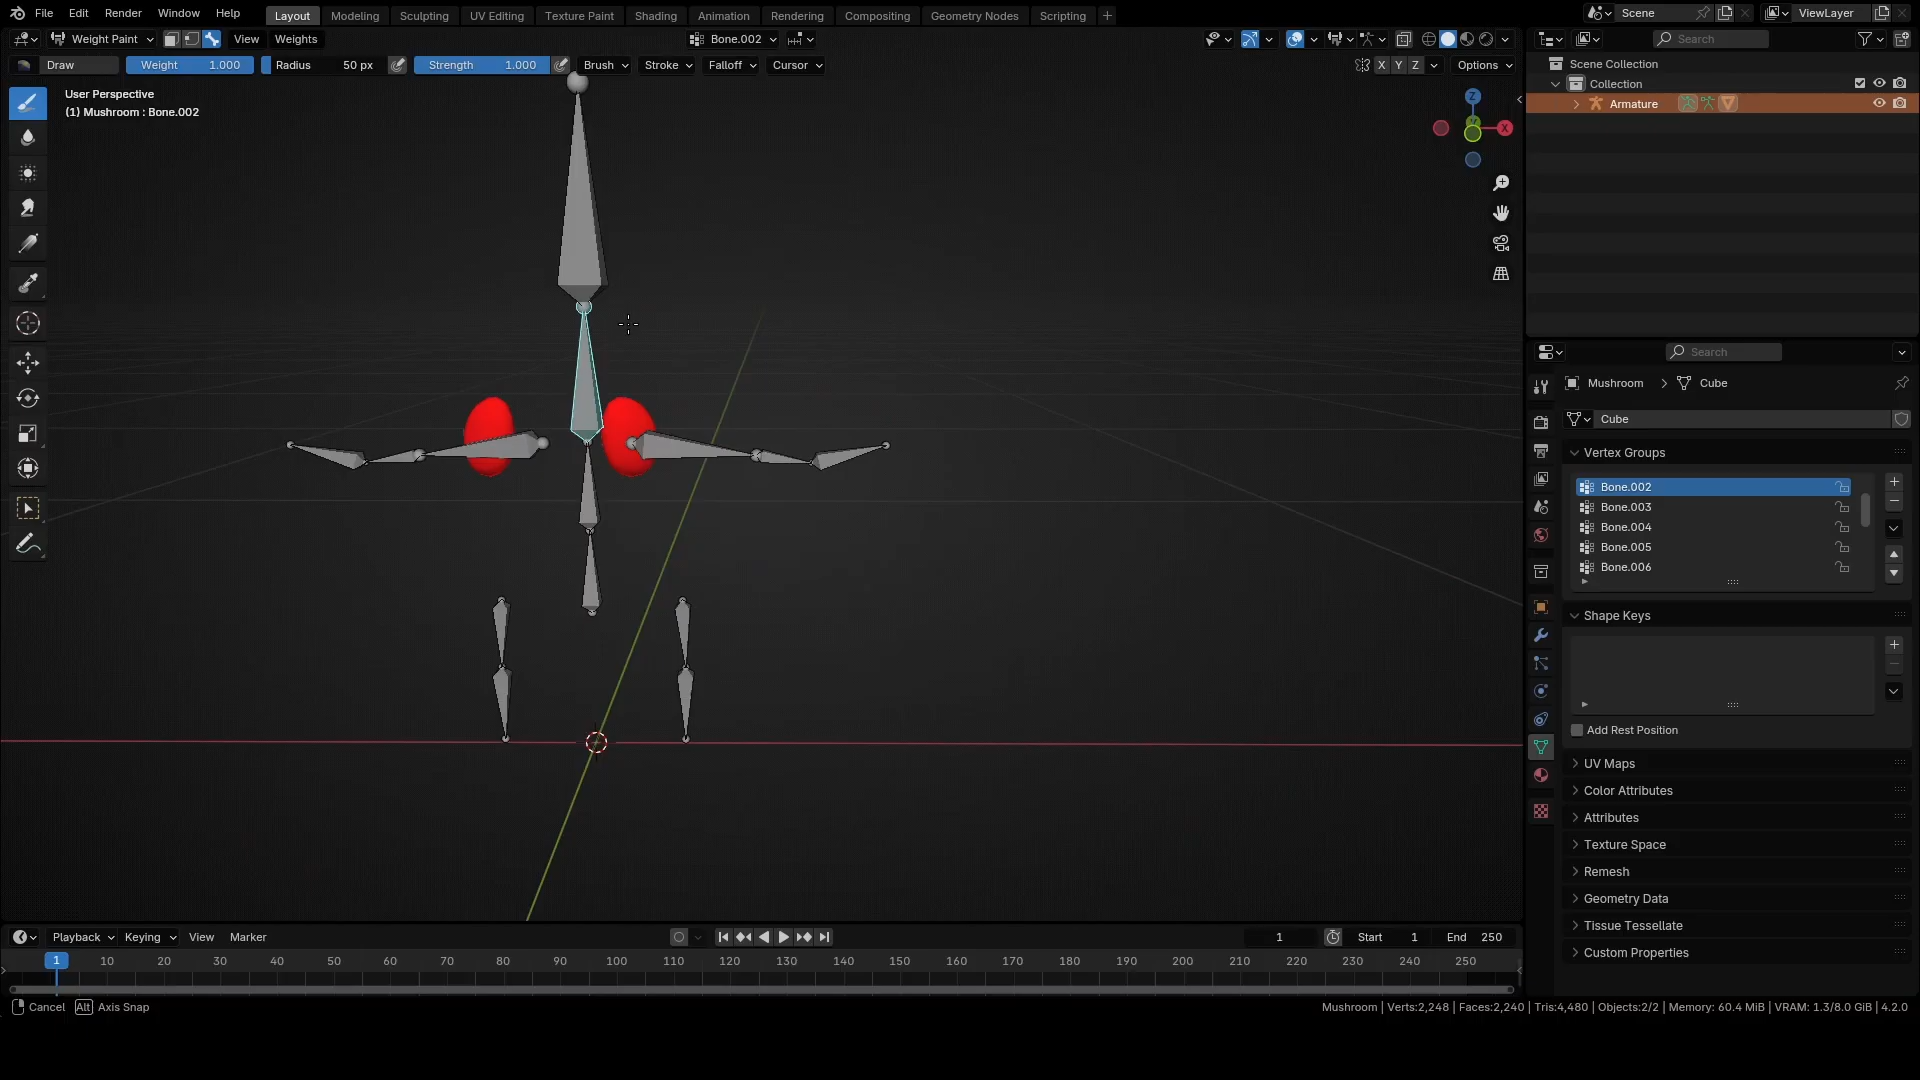 File Edit Render Window Help Layout Modeling Sculpting UV Editing Texture Paint Shading Animation Rendering Compositing Geometry Nodes Scripting + Scene ViewLayer
Weight Paint View Weights Bone.002 Search
Draw Weight 1.000 Radius 50 px Strength 1.000 Brush Stroke Falloff Cursor X Y Z Options
User Perspective
(1) Mushroom : Bone.002
Z
X
Scene Collection
Collection
Armature
Search
Mushroom > Cube
Cube
Vertex Groups
Bone.002
Bone.003
Bone.004
Bone.005
Bone.006
Shape Keys
Add Rest Position
UV Maps
Color Attributes
Attributes
Texture Space
Remesh
Geometry Data
Tissue Tessellate
Custom Properties
Playback Keying View Marker 1 Start 1 End 250
1 10 20 30 40 50 60 70 80 90 100 110 120 130 140 150 160 170 180 190 200 210 220 230 240 250
Cancel Alt Axis Snap Mushroom | Verts:2,248 | Faces:2,240 | Tris:4,480 | Objects:2/2 | Memory: 60.4 MiB | VRAM: 1.3/8.0 GiB | 4.2.0